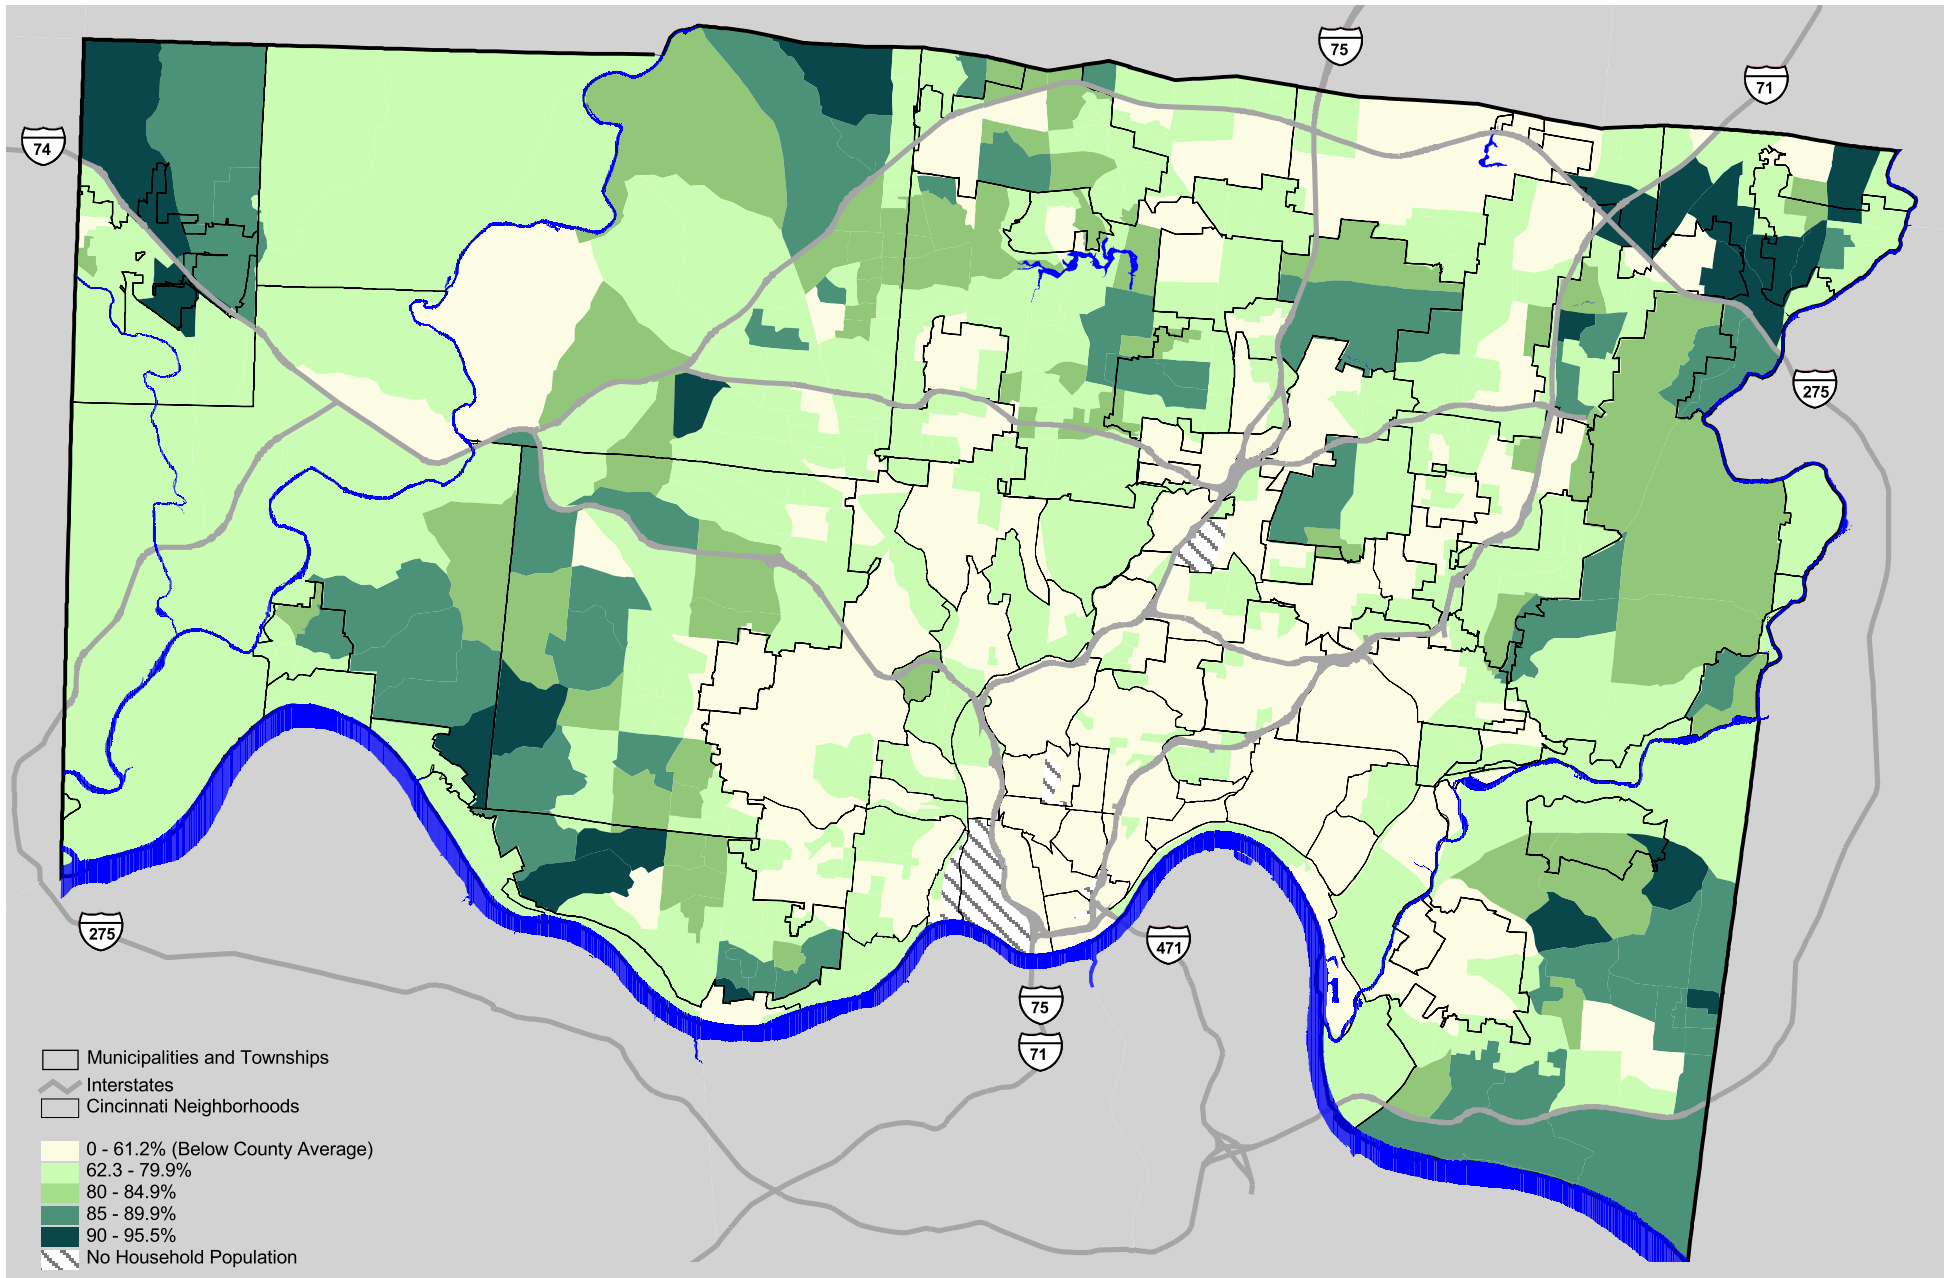 75
71
74
275
275
471
75
71
Municipalities and Townships
Interstates
Cincinnati Neighborhoods
0 - 61.2% (Below County Average)
62.3 - 79.9%
80 - 84.9%
85 - 89.9%
90 - 95.5%
No Household Population